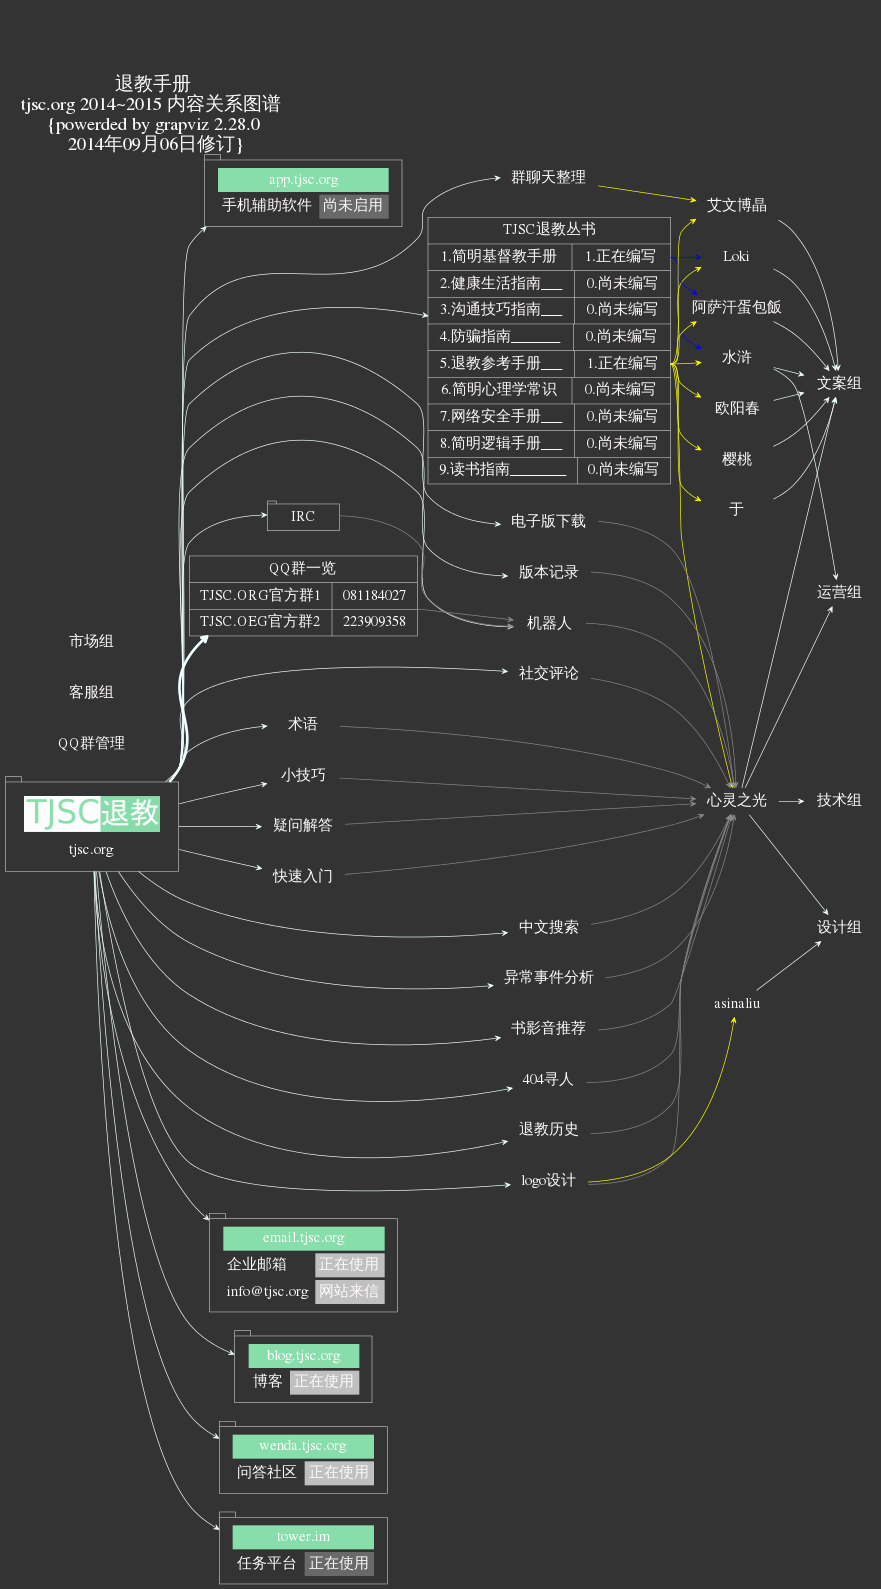 退教手册
tjsc.org 2014~2015 内容关系图谱
{powerded by grapviz 2.28.0
2014年09月06日修订}
app.tjsc.org
手机辅助软件 尚未启用
群聊天整理
TJSC退教丛书
1.简明基督教手册 1.正在编写
2.健康生活指南___ 0.尚未编写
3.沟通技巧指南___ 0.尚未编写
4.防骗指南_______ 0.尚未编写
5.退教参考手册___ 1.正在编写
6.简明心理学常识 0.尚未编写
7.网络安全手册___ 0.尚未编写
8.简明逻辑手册___ 0.尚未编写
9.读书指南________ 0.尚未编写
艾文博晶
Loki
阿萨汗蛋包飯
水浒
欧阳春
樱桃
于
文案组
IRC
电子版下载
QQ群一览
TJSC.ORG官方群1 081184027
TJSC.OEG官方群2 223909358
版本记录
机器人
运营组
市场组
客服组
QQ群管理
社交评论
术语
小技巧
疑问解答
快速入门
TJSC退教
tjsc.org
心灵之光
技术组
中文搜索
设计组
异常事件分析
asinaliu
书影音推荐
404寻人
退教历史
logo设计
email.tjsc.org
企业邮箱 正在使用
info@tjsc.org 网站来信
blog.tjsc.org
博客 正在使用
wenda.tjsc.org
问答社区 正在使用
tower.im
任务平台 正在使用